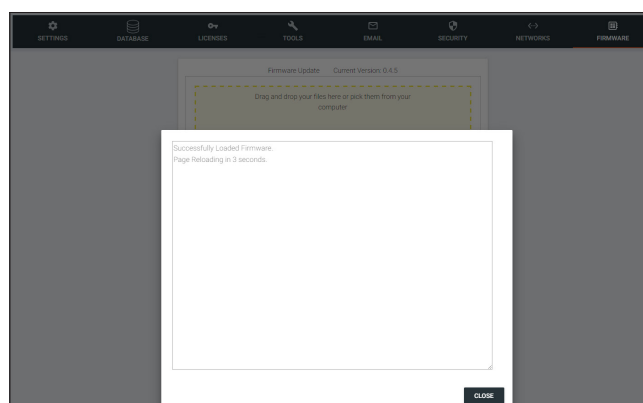 SETTINGS DATABASE LICENSES TOOLS EMAIL SECURITY NETWORKS FIRMWARE
Firmware Update Current Version: 0.4.5
Drag and drop your files here or pick them from your
computer
Successfully Loaded Firmware.
Page Reloading in 3 seconds.
CLOSE